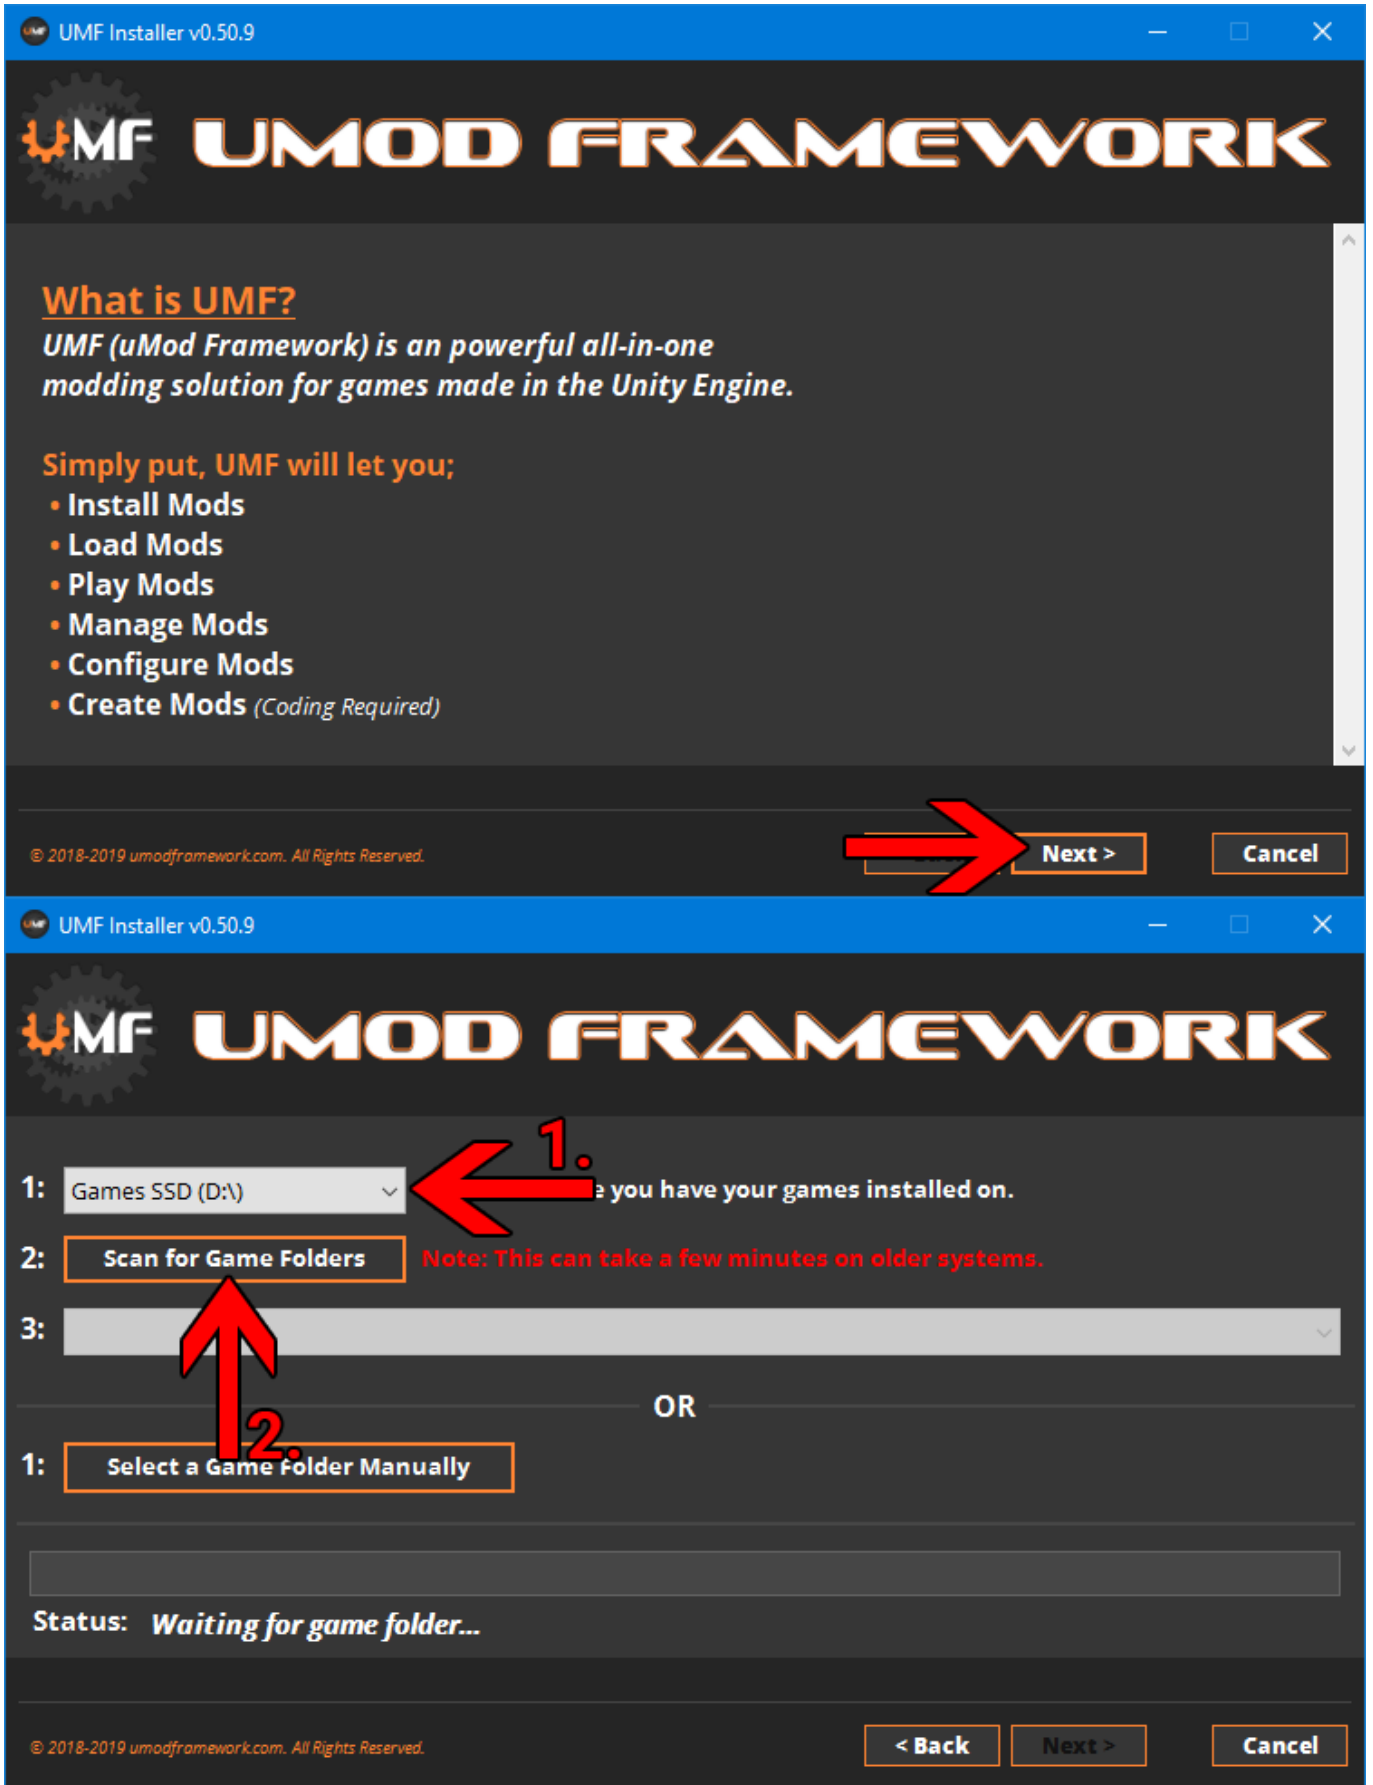 UMF Installer v0.50.9
UMF UMOD FRAMEWORK
What is UMF?
UMF (uMod Framework) is an powerful all-in-one
modding solution for games made in the Unity Engine.
Simply put, UMF will let you;
• Install Mods
• Load Mods
• Play Mods
• Manage Mods
• Configure Mods
• Create Mods (Coding Required)
© 2018-2019 umodframework.com. All Rights Reserved.
Next >
Cancel
UMF Installer v0.50.9
UMF UMOD FRAMEWORK
1.
1: Games SSD (D:\) you have your games installed on.
2: Scan for Game Folders Note: This can take a few minutes on older systems.
3:
OR
2.
1: Select a Game Folder Manually
Status: Waiting for game folder...
© 2018-2019 umodframework.com. All Rights Reserved.
< Back
Next >
Cancel